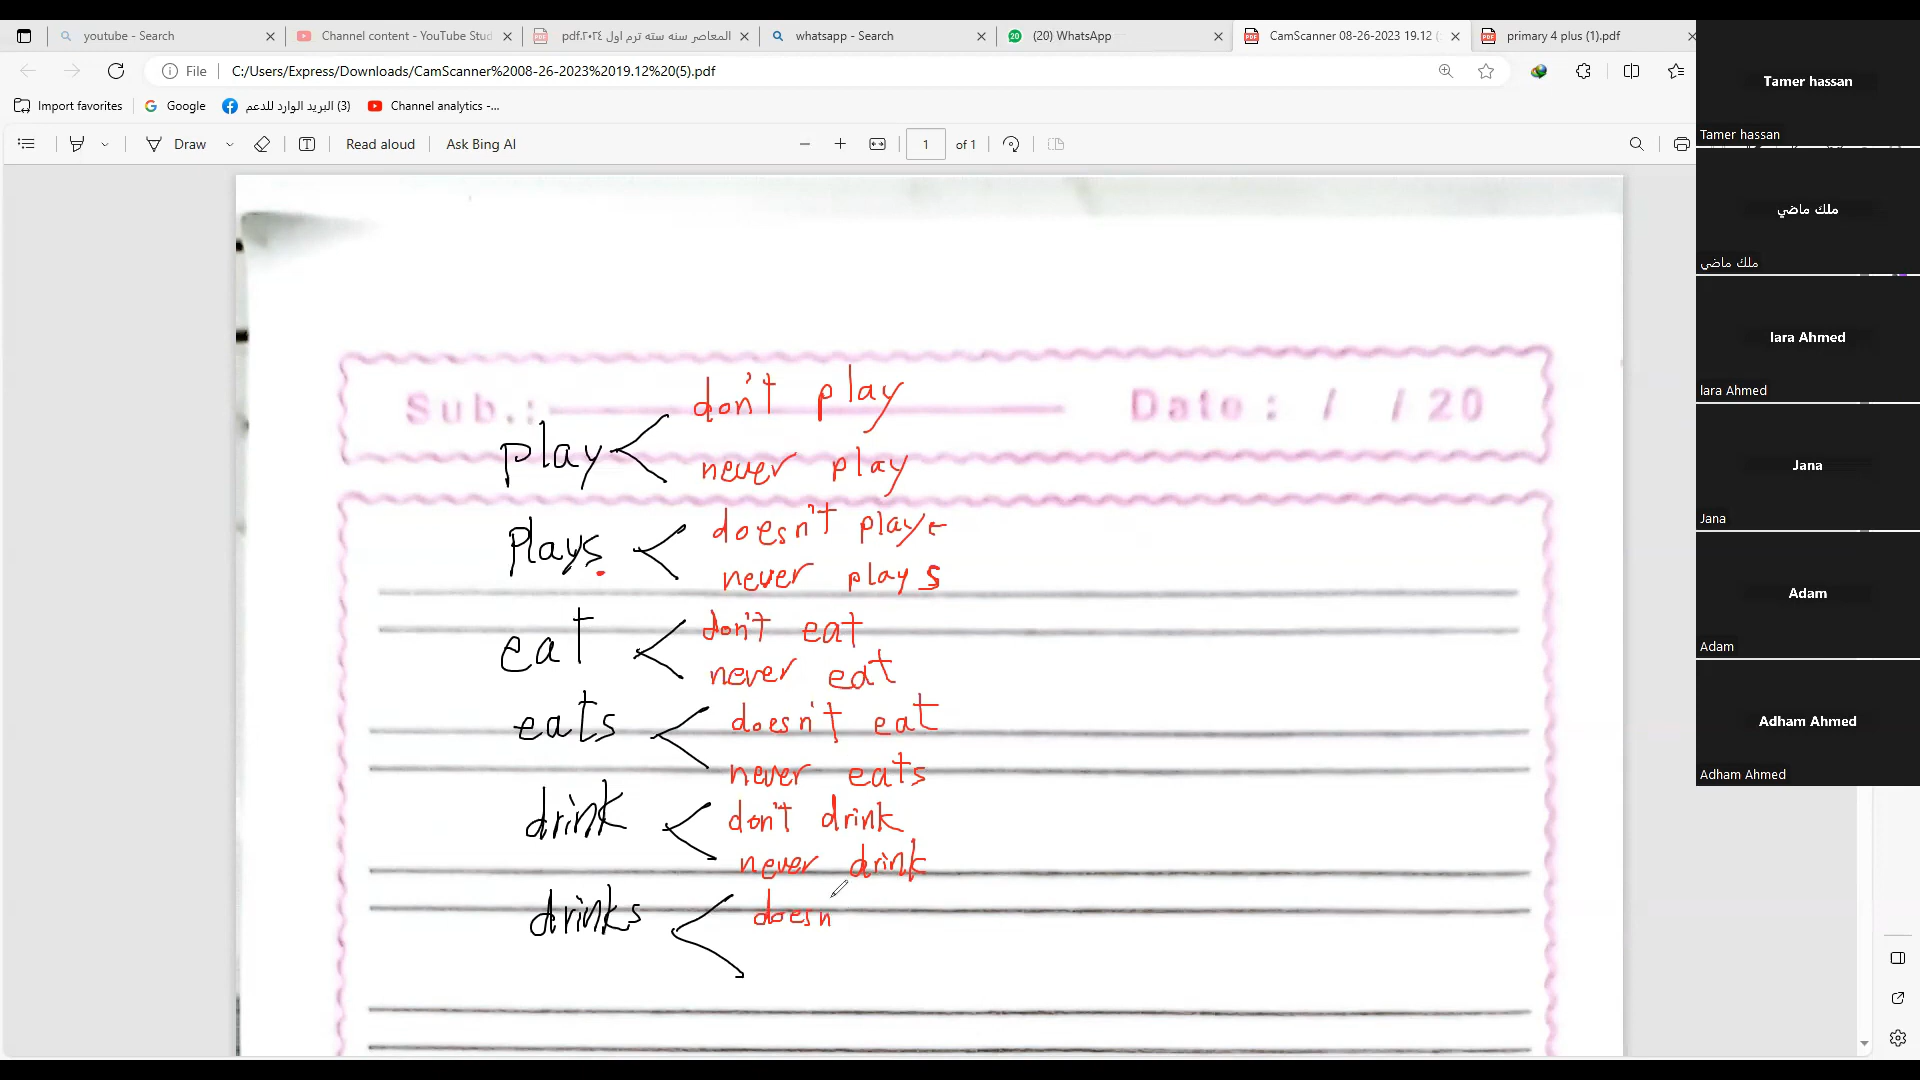 youtube - Search
Channel content - YouTube Stud
المعاصر سنه سته ترم اول ٢٠٢٤.pdf
whatsapp - Search
(20) WhatsApp
CamScanner 08-26-2023 19.12 (
primary 4 plus (1).pdf
File
C:/Users/Express/Downloads/CamScanner%2008-26-2023%2019.12%20(5).pdf
Import favorites
Google
(3) البريد الوارد للدعم
Channel analytics -...
Draw
Read aloud
Ask Bing AI
1 of 1
Sub.:
Date : / / 20
play
don't play
never play
Plays
doesn't play
never plays
eat
don't eat
never eat
eats
doesn't eat
never eats
drink
don't drink
never drink
drinks
doesn
Tamer hassan
Tamer hassan
ملك ماضي
ملك ماضي
lara Ahmed
lara Ahmed
Jana
Jana
Adam
Adam
Adham Ahmed
Adham Ahmed